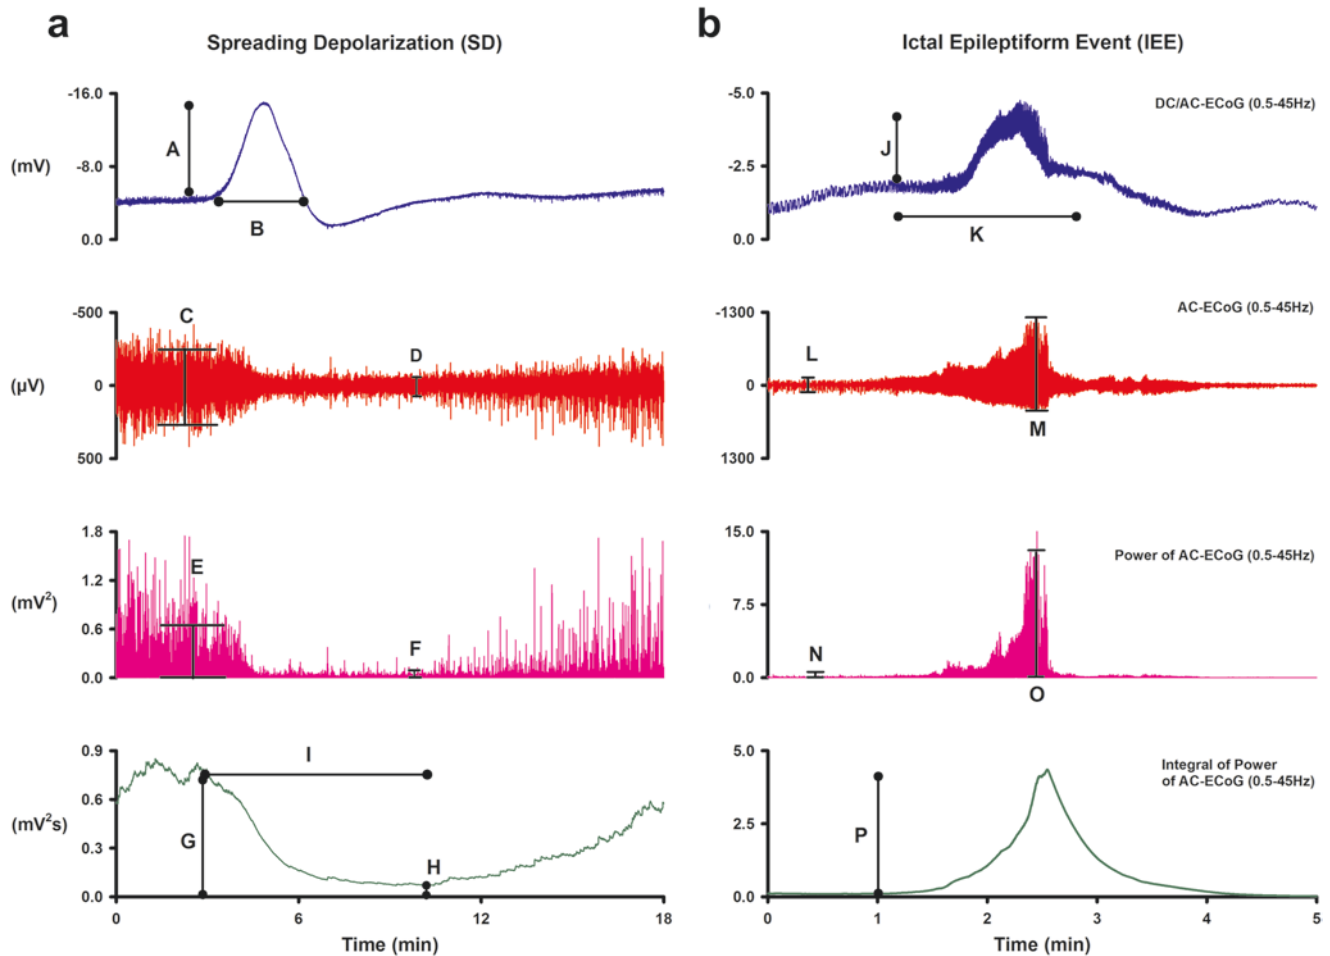 a
Spreading Depolarization (SD)
-16.0
-8.0
0.0
(mV)
A
B
-500
0
500
(µV)
C
D
1.8
1.2
0.6
0.0
(mV²)
E
F
0.9
0.6
0.3
0.0
(mV²s)
G
I
H
0
6
12
18
Time (min)
b
Ictal Epileptiform Event (IEE)
DC/AC-ECoG (0.5-45Hz)
-5.0
-2.5
0.0
J
K
AC-ECoG (0.5-45Hz)
-1300
0
1300
L
M
Power of AC-ECoG (0.5-45Hz)
15.0
7.5
0.0
N
O
Integral of Power
of AC-ECoG (0.5-45Hz)
5.0
2.5
0.0
P
0
1
2
3
4
5
Time (min)